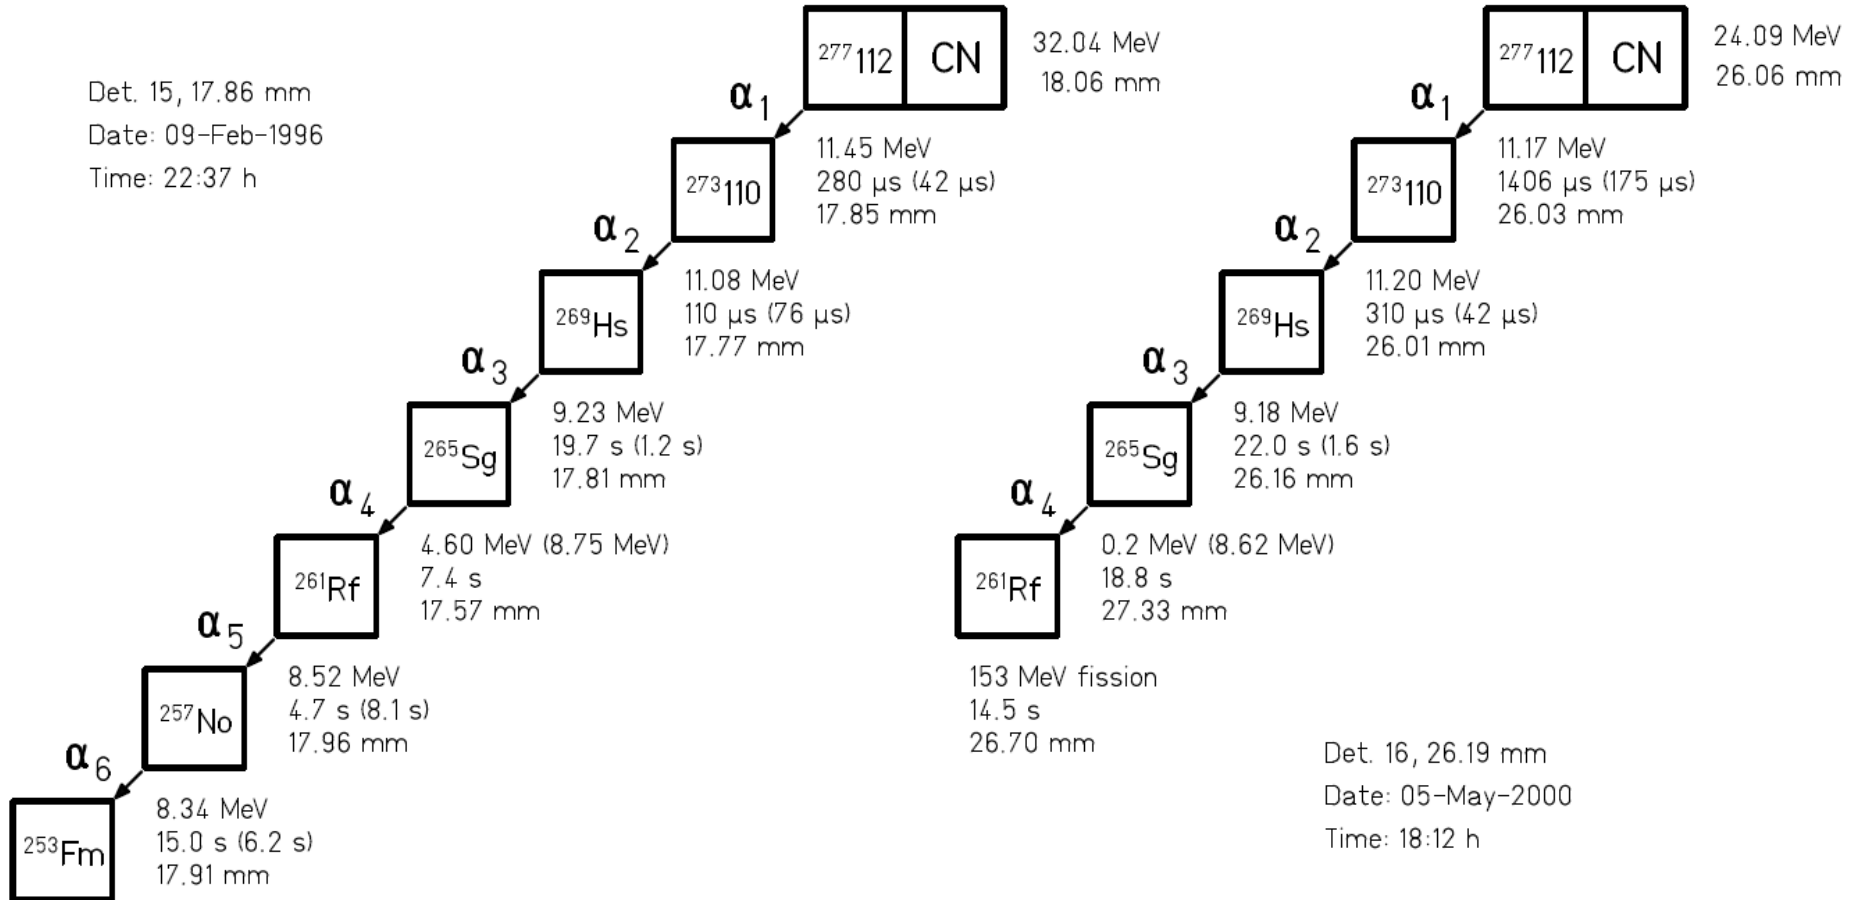 Det. 15, 17.86 mm
Date: 09-Feb-1996
Time: 22:37 h
²⁷⁷112 CN
32.04 MeV
18.06 mm
α₁
²⁷³110
11.45 MeV
280 µs (42 µs)
17.85 mm
α₂
²⁶⁹Hs
11.08 MeV
110 µs (76 µs)
17.77 mm
α₃
²⁶⁵Sg
9.23 MeV
19.7 s (1.2 s)
17.81 mm
α₄
²⁶¹Rf
4.60 MeV (8.75 MeV)
7.4 s
17.57 mm
α₅
²⁵⁷No
8.52 MeV
4.7 s (8.1 s)
17.96 mm
α₆
²⁵³Fm
8.34 MeV
15.0 s (6.2 s)
17.91 mm
²⁷⁷112 CN
24.09 MeV
26.06 mm
α₁
²⁷³110
11.17 MeV
1406 µs (175 µs)
26.03 mm
α₂
²⁶⁹Hs
11.20 MeV
310 µs (42 µs)
26.01 mm
α₃
²⁶⁵Sg
9.18 MeV
22.0 s (1.6 s)
26.16 mm
α₄
²⁶¹Rf
0.2 MeV (8.62 MeV)
18.8 s
27.33 mm
153 MeV fission
14.5 s
26.70 mm
Det. 16, 26.19 mm
Date: 05-May-2000
Time: 18:12 h